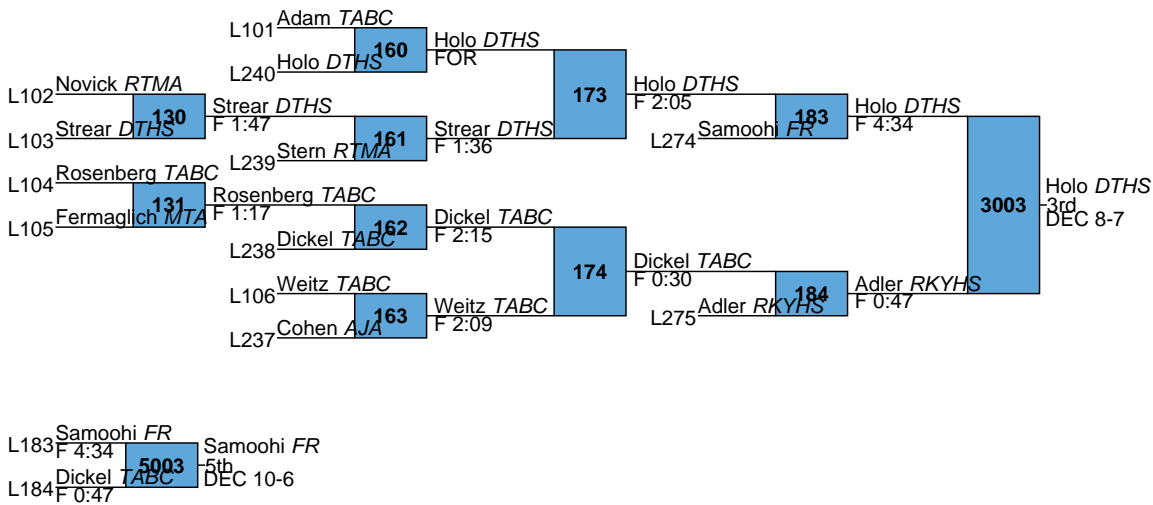 L101 Adam TABC
160
Holo DTHS
FOR
L240 Holo DTHS
L102 Novick RTMA
130
Strear DTHS
F 1:47
L103 Strear DTHS
161
Strear DTHS
F 1:36
L239 Stern RTMA
173
Holo DTHS
F 2:05
183
Holo DTHS
F 4:34
L274 Samoohi FR
L104 Rosenberg TABC
131
Rosenberg TABC
F 1:17
L105 Fermaglich MTA
162
Dickel TABC
F 2:15
L238 Dickel TABC
174
Dickel TABC
F 0:30
L106 Weitz TABC
163
Weitz TABC
F 2:09
L237 Cohen AJA
184
Adler RKYHS
F 0:47
L275 Adler RKYHS
3003
Holo DTHS
3rd
DEC 8-7
L183 Samoohi FR
F 4:34
5003
Samoohi FR
5th
DEC 10-6
L184 Dickel TABC
F 0:47